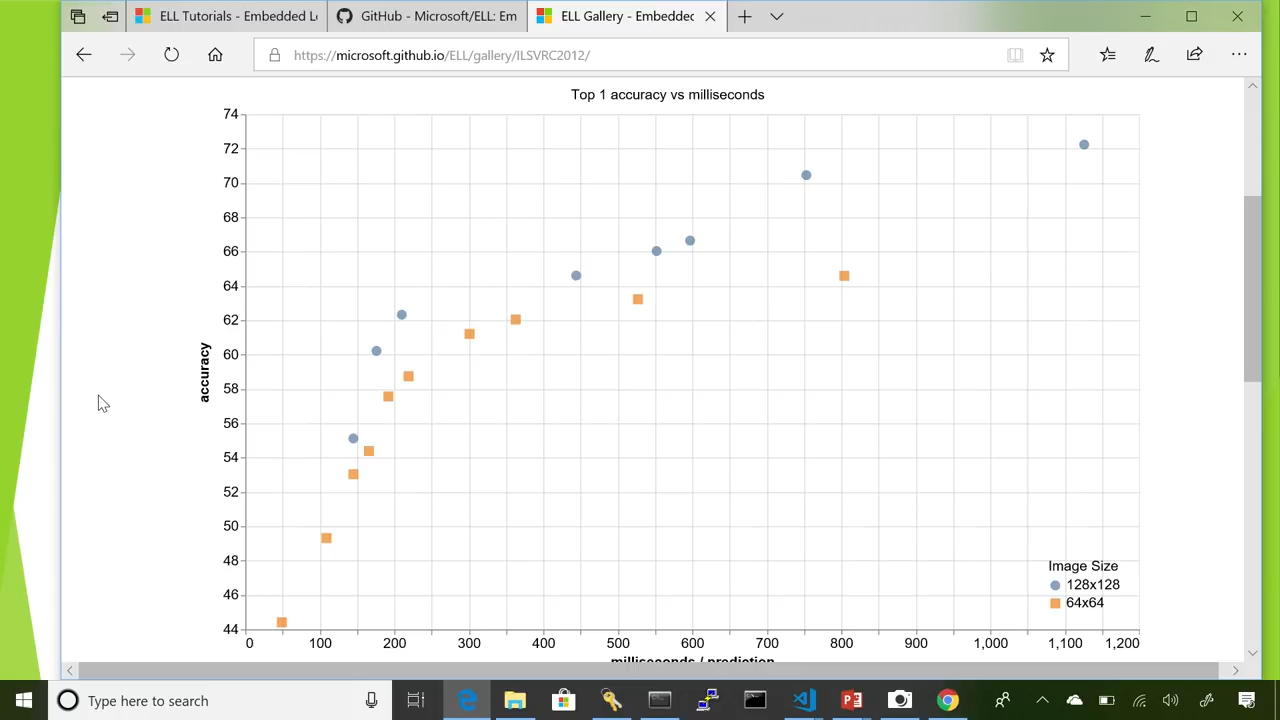 ELL Tutorials - Embedded L
GitHub - Microsoft/ELL: Em
ELL Gallery - Embedded
https://microsoft.github.io/ELL/gallery/ILSVRC2012/
Top 1 accuracy vs milliseconds
74
72
70
68
66
64
62
60
58
56
54
52
50
48
46
44
accuracy
Image Size
128x128
64x64
0 100 200 300 400 500 600 700 800 900 1,000 1,100 1,200
milliseconds / prediction
Type here to search